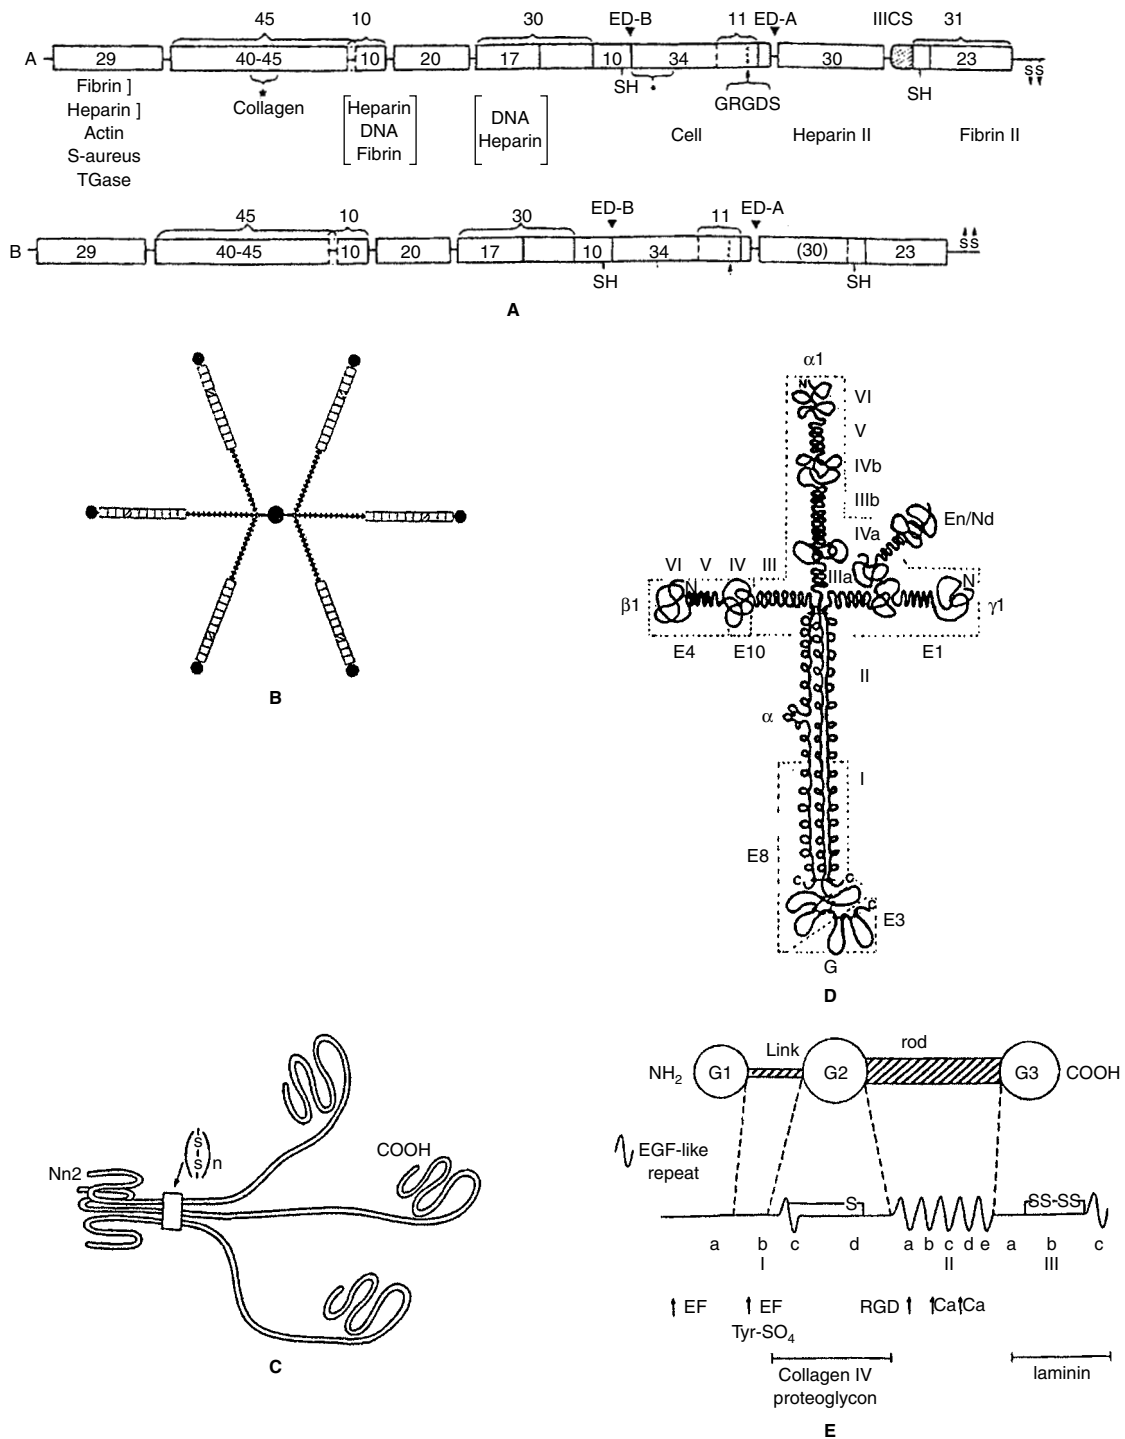 45 10 30 ED-B 11 ED-A IIICS 31
A 29 40-45 10 20 17 10 34 30 23 SS
Fibrin ] Collagen SH SH
Heparin ] Heparin DNA GRGDS
Actin DNA Heparin Cell Heparin II Fibrin II
S-aureus Fibrin
TGase
45 10 30 ED-B 11 ED-A
B 29 40-45 10 20 17 10 34 (30) 23 SS
SH SH
A
B
α1
N
VI
V
IVb
IIIb
IVa En/Nd
VI V IV III IIIa
β1 N N γ1
E4 E10 E1
II
α
I
E8
C C C
E3
G
D
Nn2
S
S n
COOH
C
NH2 G1 Link G2 rod G3 COOH
EGF-like
repeat
S SS-SS
a b c d a b c d e a b c
I II III
EF EF RGD Ca Ca
Tyr-SO4
Collagen IV
proteoglycon
laminin
E